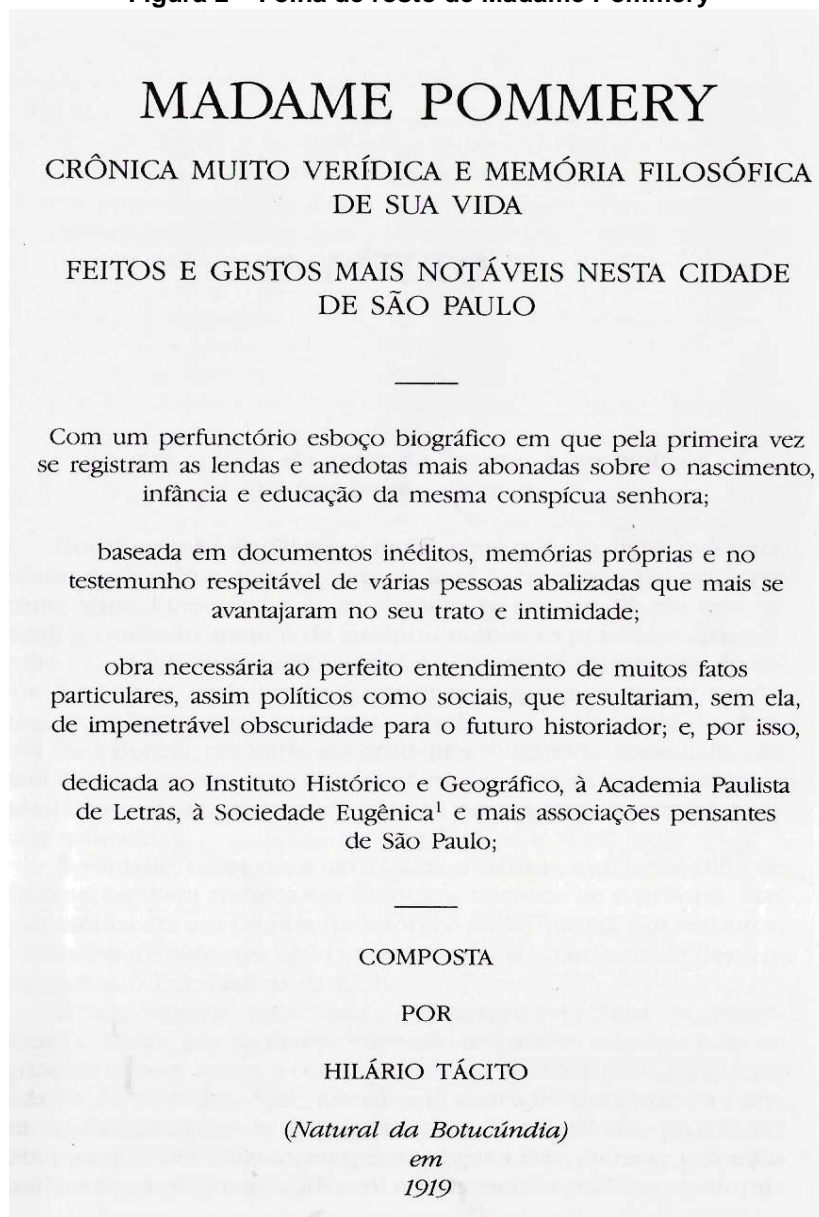 Figura 2 – Folha de rosto de Madame Pommery
MADAME POMMERY
CRÔNICA MUITO VERÍDICA E MEMÓRIA FILOSÓFICA
DE SUA VIDA
FEITOS E GESTOS MAIS NOTÁVEIS NESTA CIDADE
DE SÃO PAULO
Com um perfunctório esboço biográfico em que pela primeira vez
se registram as lendas e anedotas mais abonadas sobre o nascimento,
infância e educação da mesma conspícua senhora;
baseada em documentos inéditos, memórias próprias e no
testemunho respeitável de várias pessoas abalizadas que mais se
avantajaram no seu trato e intimidade;
obra necessária ao perfeito entendimento de muitos fatos
particulares, assim políticos como sociais, que resultariam, sem ela,
de impenetrável obscuridade para o futuro historiador; e, por isso,
dedicada ao Instituto Histórico e Geográfico, à Academia Paulista
de Letras, à Sociedade Eugênica¹ e mais associações pensantes
de São Paulo;
COMPOSTA
POR
HILÁRIO TÁCITO
(Natural da Botucúndia)
em
1919